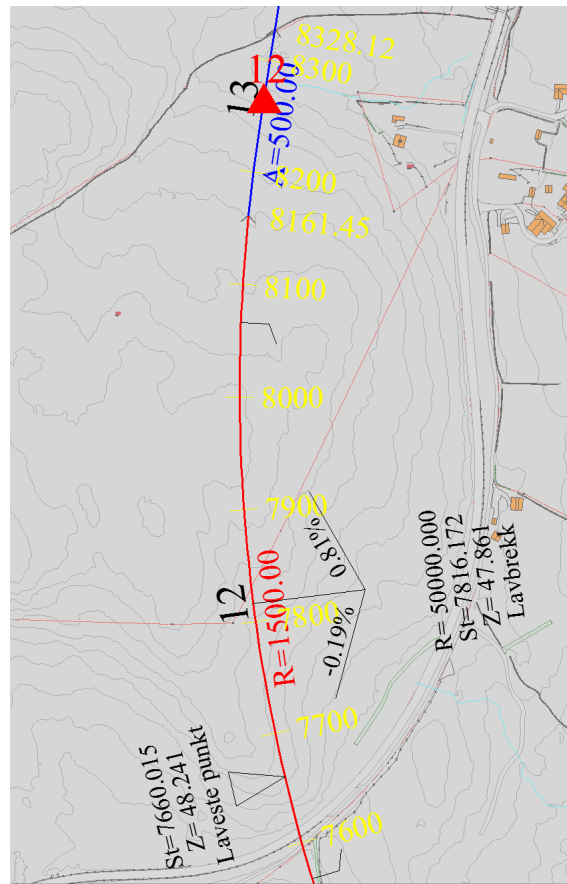 8328.12
12
8300
13
A=500.00
8200
8161.45
8100
8000
7900
0.81%
12
R=1500.00
7800
-0.19%
R= 50000.000
St=7816.172
Z= 47.861
Lavbrekk
7700
St=7660.015
Z= 48.241
Laveste punkt
7600